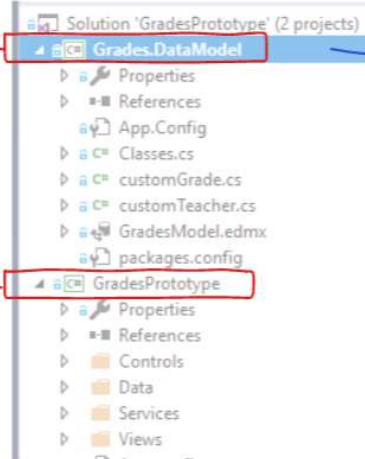 Solution 'GradesPrototype' (2 projects)
C# Grades.DataModel
Properties
References
App.Config
C# Classes.cs
C# customGrade.cs
C# customTeacher.cs
GradesModel.edmx
packages.config
C# GradesPrototype
Properties
References
Controls
Data
Services
Views